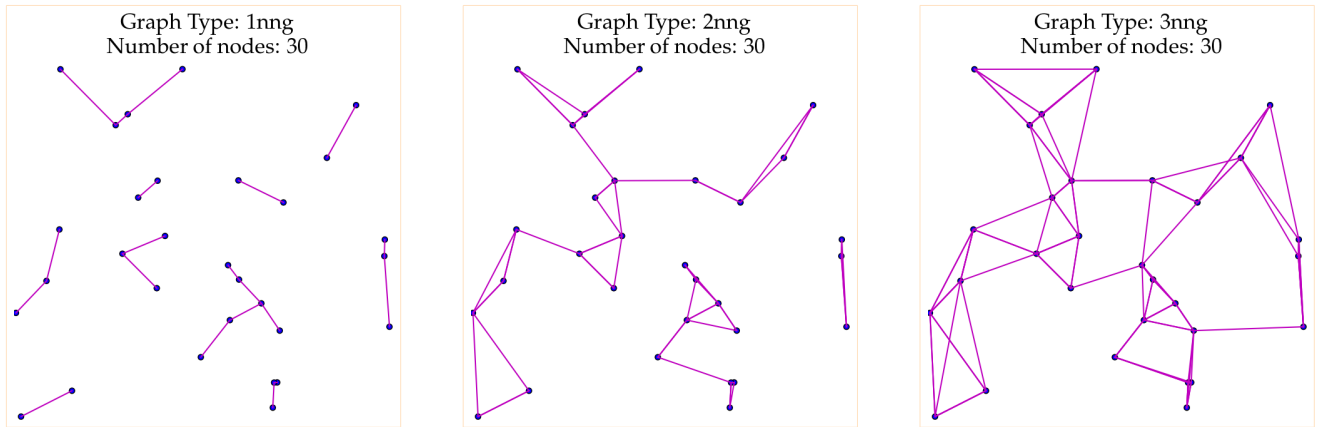 Graph Type: 1nng
Number of nodes: 30
Graph Type: 2nng
Number of nodes: 30
Graph Type: 3nng
Number of nodes: 30